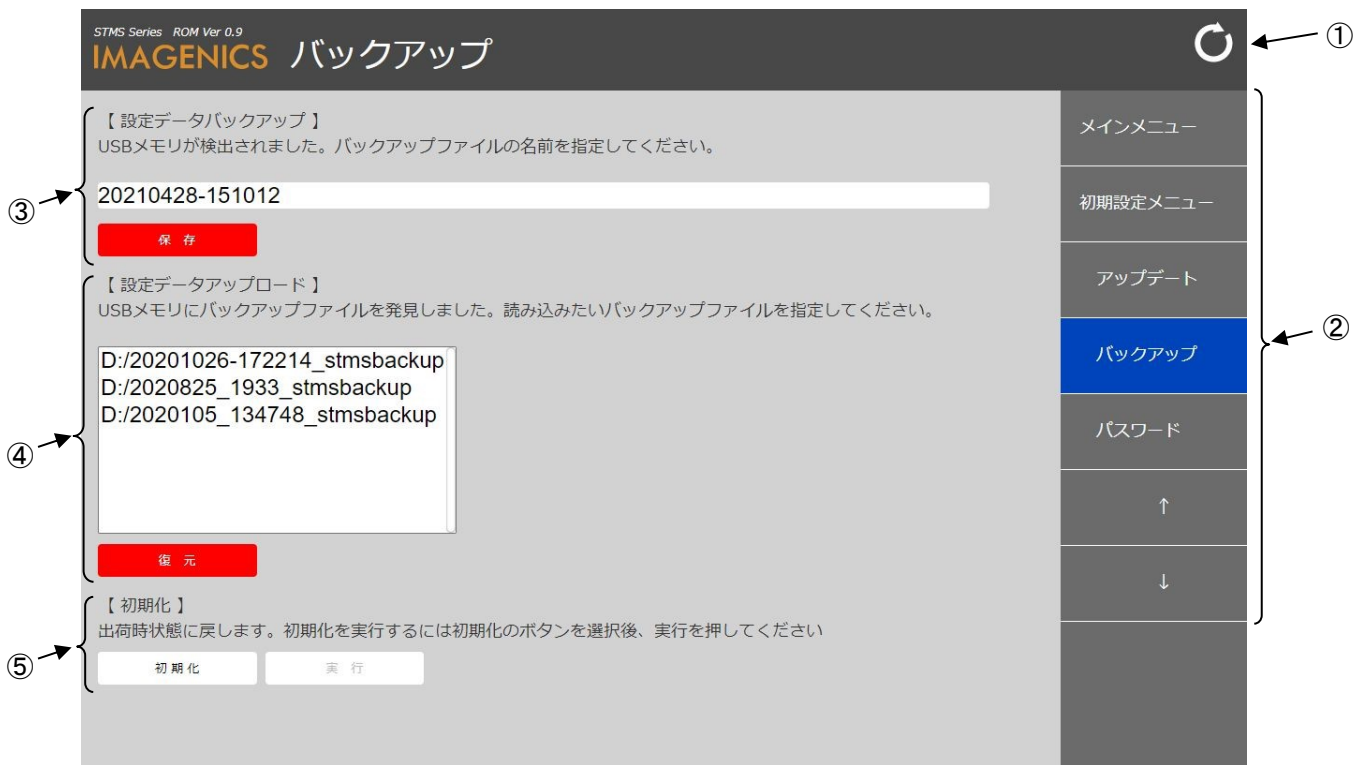 STMS Series ROM Ver 0.9
IMAGENICS バックアップ
①
【 設定データバックアップ 】
USBメモリが検出されました。バックアップファイルの名前を指定してください。
20210428-151012
保 存
③
【 設定データアップロード 】
USBメモリにバックアップファイルを発見しました。読み込みたいバックアップファイルを指定してください。
D:/20201026-172214_stmsbackup
D:/2020825_1933_stmsbackup
D:/2020105_134748_stmsbackup
④
復 元
【 初期化 】
出荷時状態に戻します。初期化を実行するには初期化のボタンを選択後、実行を押してください
⑤
初 期 化
実 行
メインメニュー
初期設定メニュー
アップデート
バックアップ
②
パスワード
↑
↓